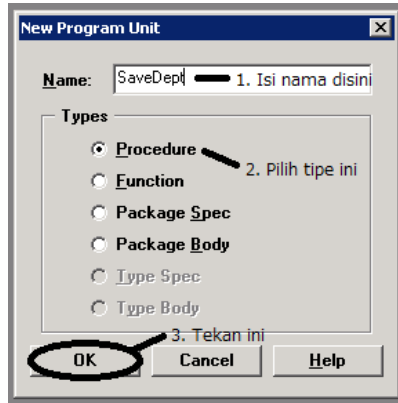 New Program Unit
Name: SaveDept 1. Isi nama disini
Types
Procedure
2. Pilih tipe ini
Function
Package Spec
Package Body
Type Spec
Type Body
3. Tekan ini
OK Cancel Help